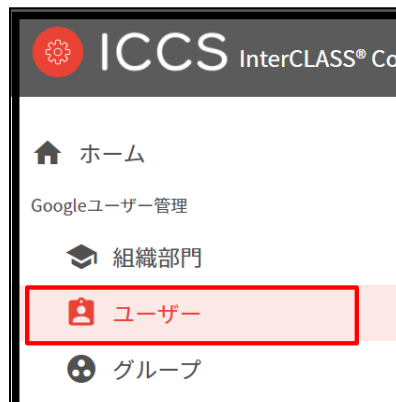 ICCS InterCLASS® Co
ホーム
Googleユーザー管理
組織部門
ユーザー
グループ